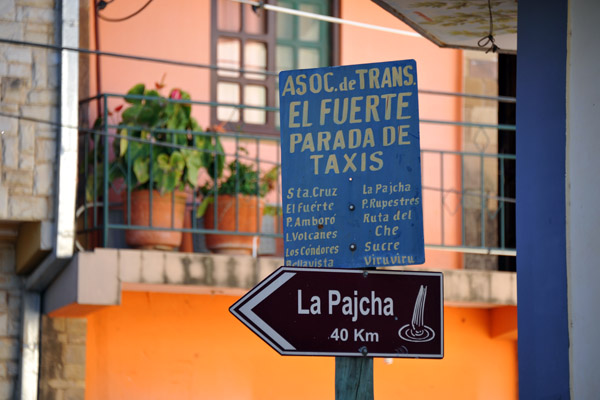 ASOC. de TRANS.
EL FUERTE
PARADA DE
TAXIS
Sta. Cruz
El fuerte
P. Amboró
L. Volcanes
Los Cóndores
Bellavista
La Pajcha
P. Rupestres
Ruta del
Che
Sucre
Viruviru
La Pajcha
40 Km